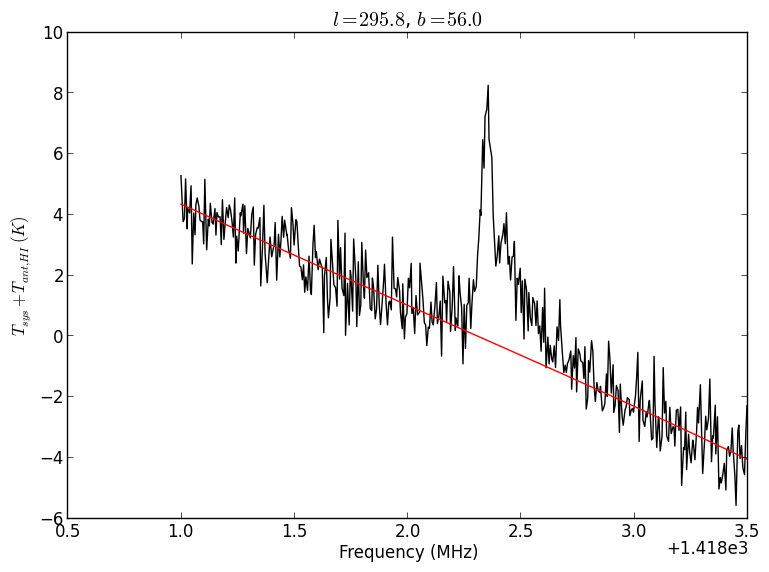 l = 295.8, b = 56.0
10
8
6
4
2
0
−2
−4
−6
T_sys + T_ant,HI (K)
0.5 1.0 1.5 2.0 2.5 3.0 3.5
Frequency (MHz)
+1.418e3